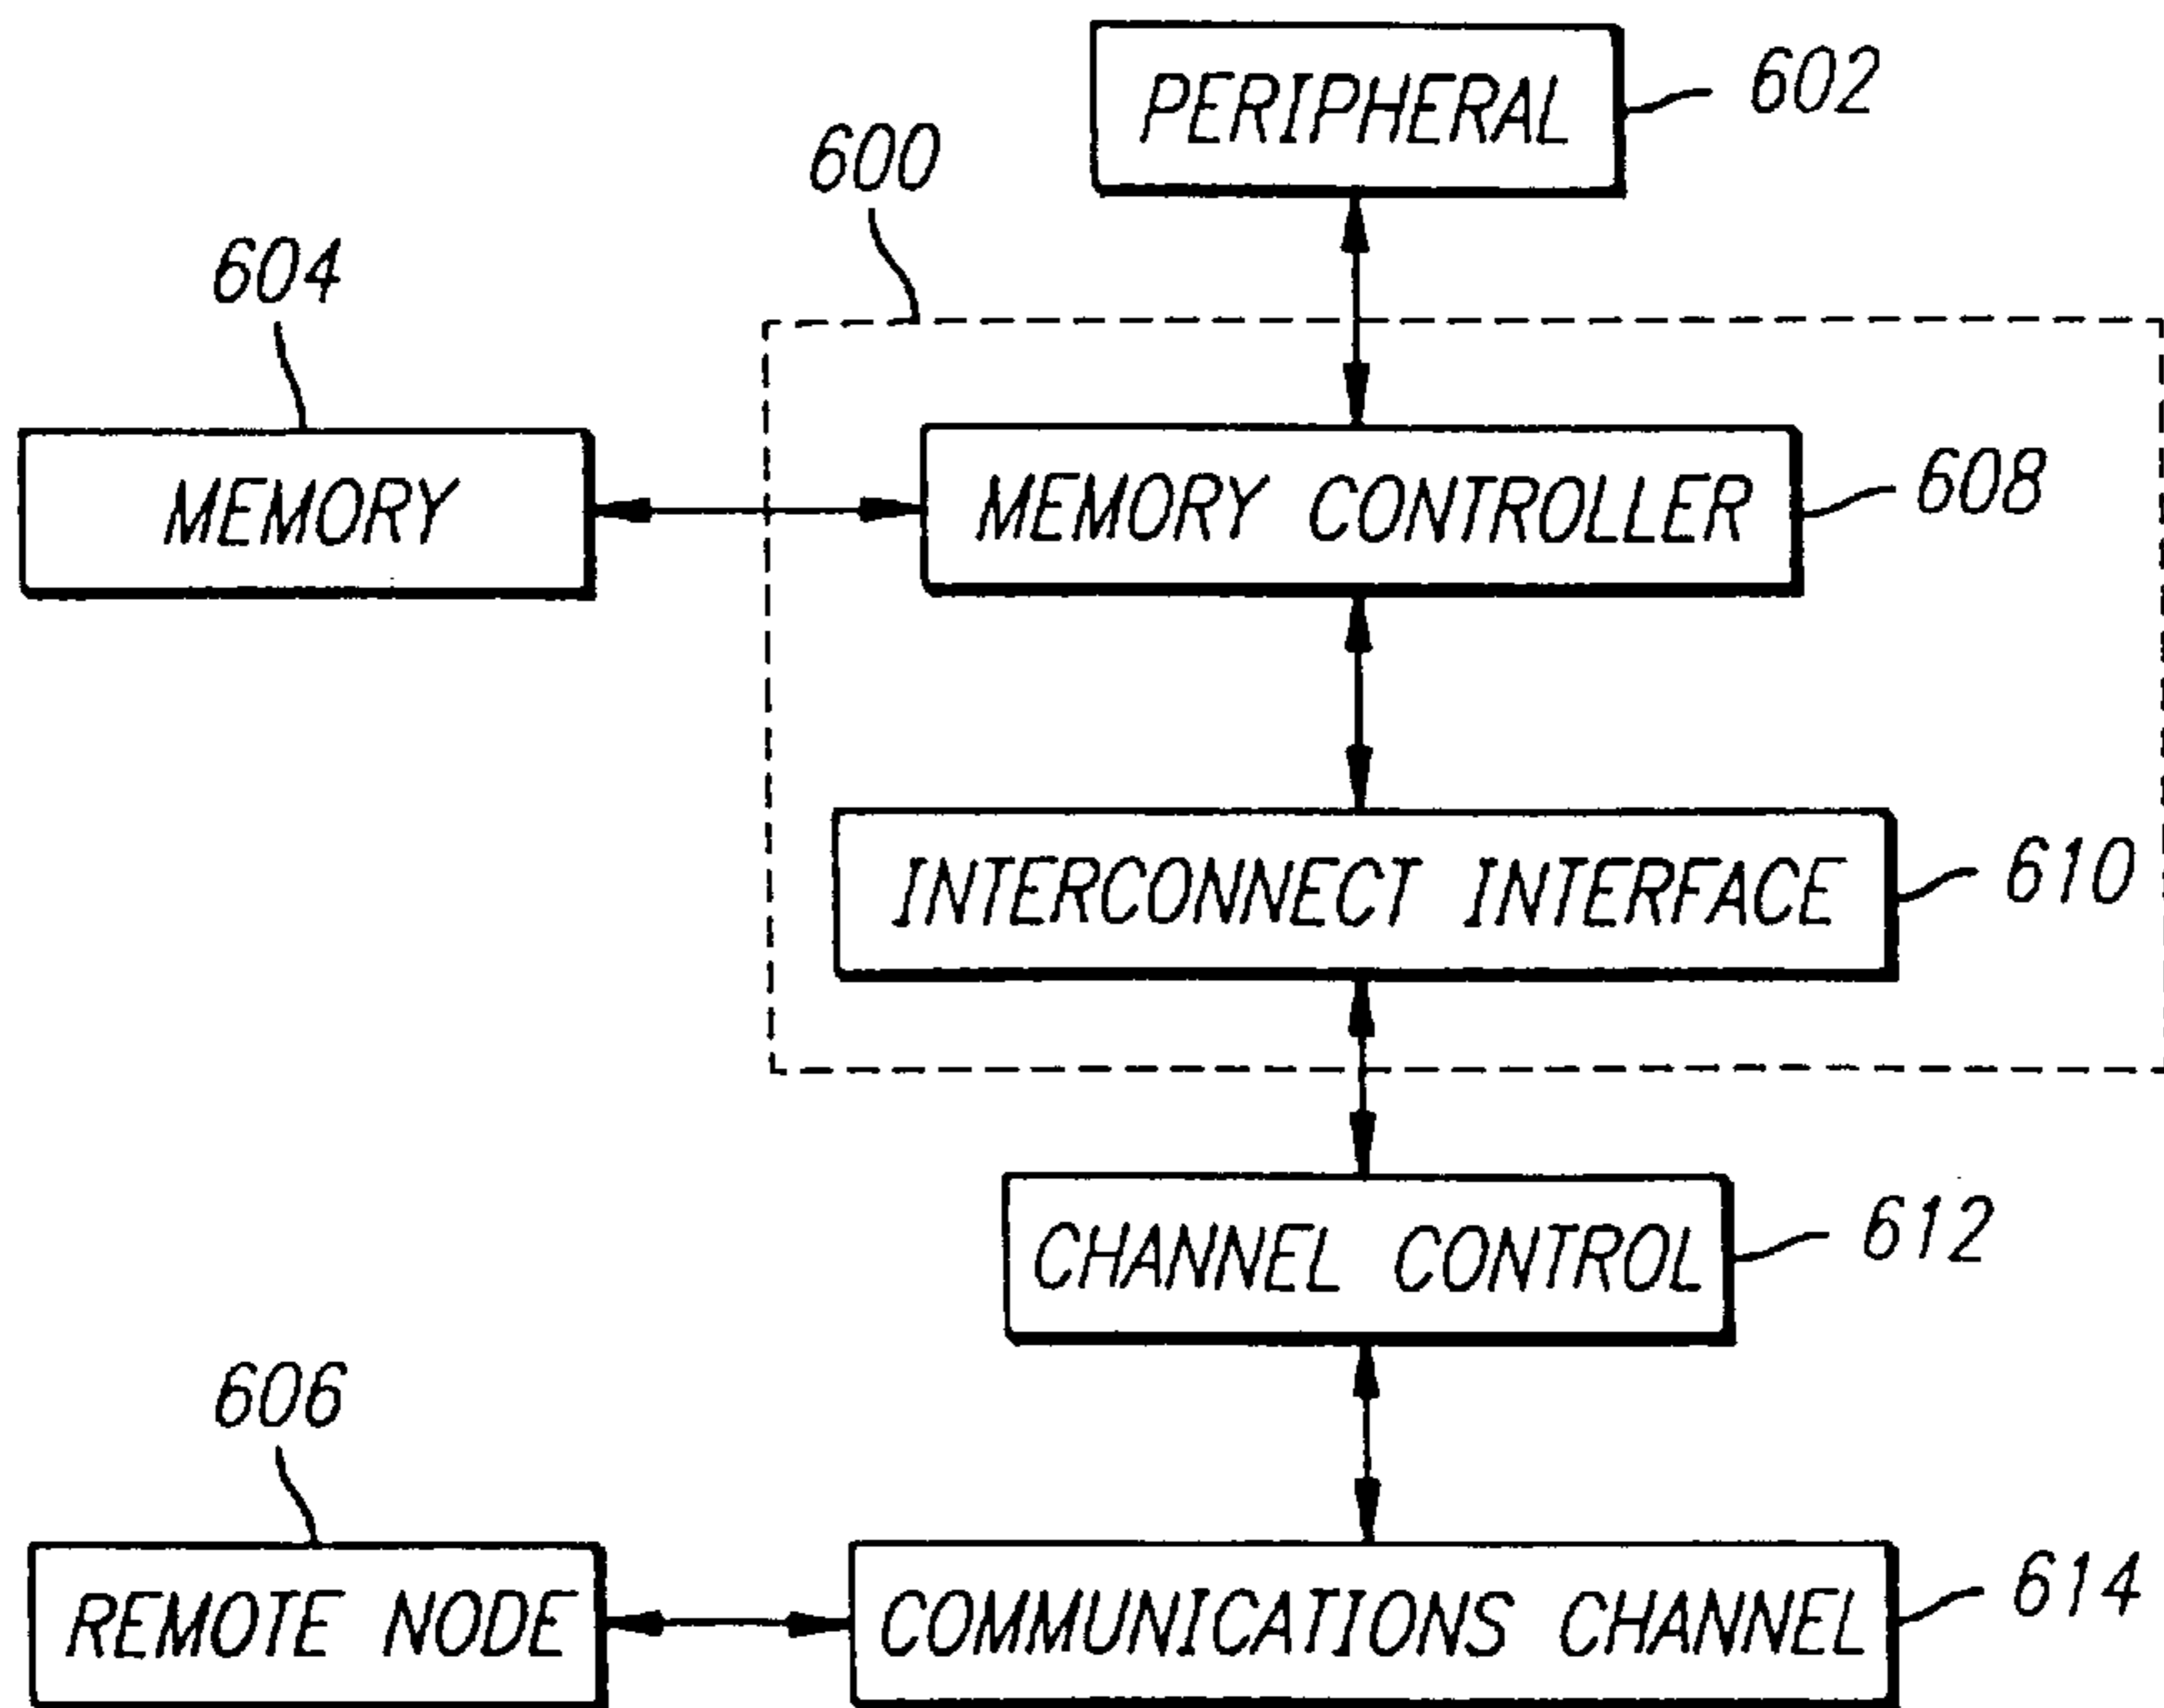 PERIPHERAL
602
600
604
MEMORY
MEMORY CONTROLLER
608
INTERCONNECT INTERFACE
610
CHANNEL CONTROL
612
606
REMOTE NODE
COMMUNICATIONS CHANNEL
614